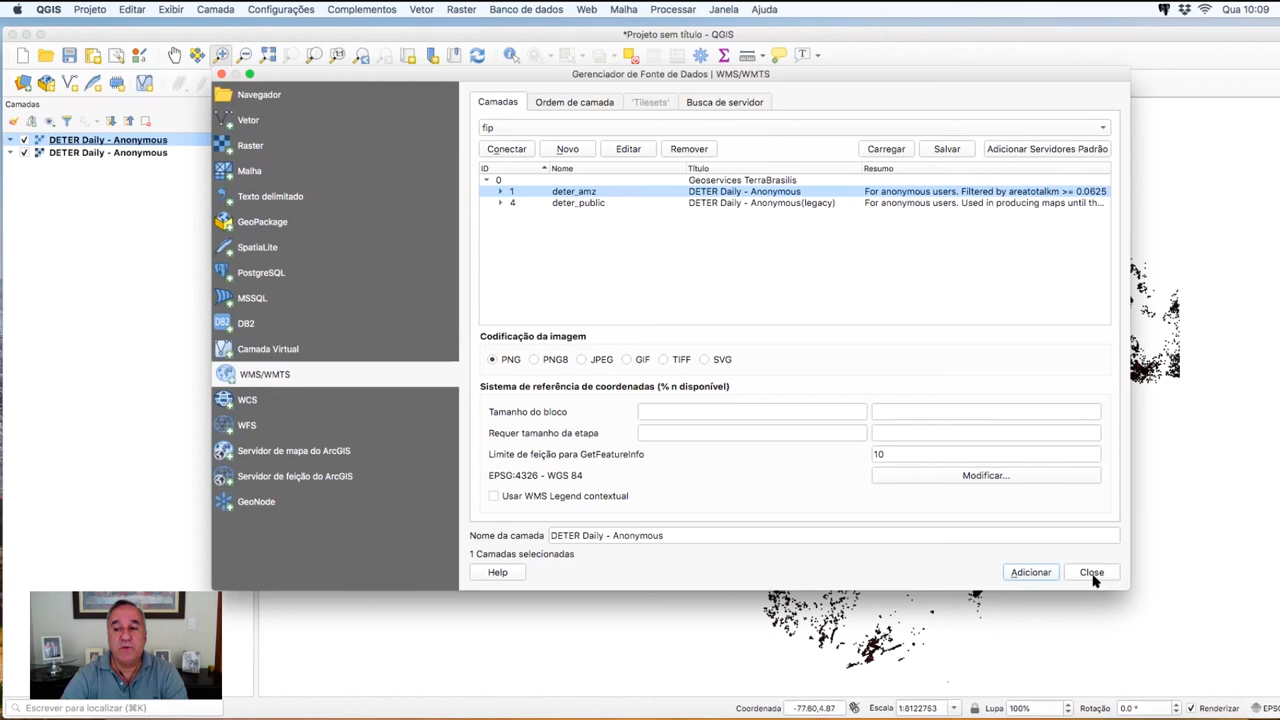 QGIS Projeto Editar Exibir Camada Configurações Complementos Vetor Raster Banco de dados Web Malha Processar Janela Ajuda Qua 10:09
*Projeto sem título - QGIS
Gerenciador de Fonte de Dados | WMS/WMTS
Camadas
DETER Daily - Anonymous
DETER Daily - Anonymous
Navegador
Vetor
Raster
Malha
Texto delimitado
GeoPackage
SpatiaLite
PostgreSQL
MSSQL
DB2
Camada Virtual
WMS/WMTS
WCS
WFS
Servidor de mapa do ArcGIS
Servidor de feição do ArcGIS
GeoNode
Camadas Ordem de camada 'Tilesets' Busca de servidor
fip
Conectar Novo Editar Remover Carregar Salvar Adicionar Servidores Padrão
ID Nome Título Resumo
0 Geoservices TerraBrasilis
1 deter_amz DETER Daily - Anonymous For anonymous users. Filtered by areatotalkm >= 0.0625
4 deter_public DETER Daily - Anonymous(legacy) For anonymous users. Used in producing maps until th...
Codificação da imagem
PNG PNG8 JPEG GIF TIFF SVG
Sistema de referência de coordenadas (% n disponível)
Tamanho do bloco
Requer tamanho da etapa
Limite de feição para GetFeatureInfo 10
EPSG:4326 - WGS 84 Modificar...
Usar WMS Legend contextual
Nome da camada DETER Daily - Anonymous
1 Camadas selecionadas
Help Adicionar Close
Escrever para localizar (⌘K) Coordenada -77.60,4.87 Escala 1:8122753 Lupa 100% Rotação 0.0 ° Renderizar EPS